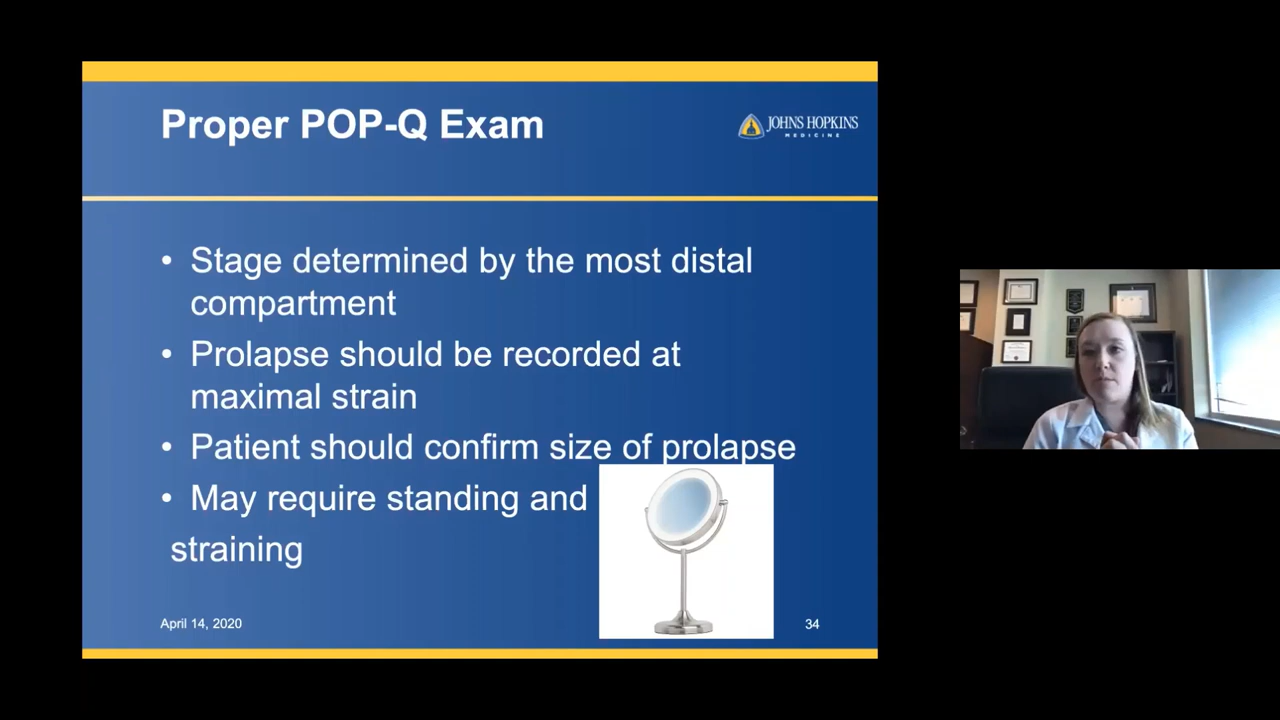 Proper POP-Q Exam
JOHNS HOPKINS
MEDICINE
• Stage determined by the most distal
compartment
• Prolapse should be recorded at
maximal strain
• Patient should confirm size of prolapse
• May require standing and
straining
April 14, 2020
34